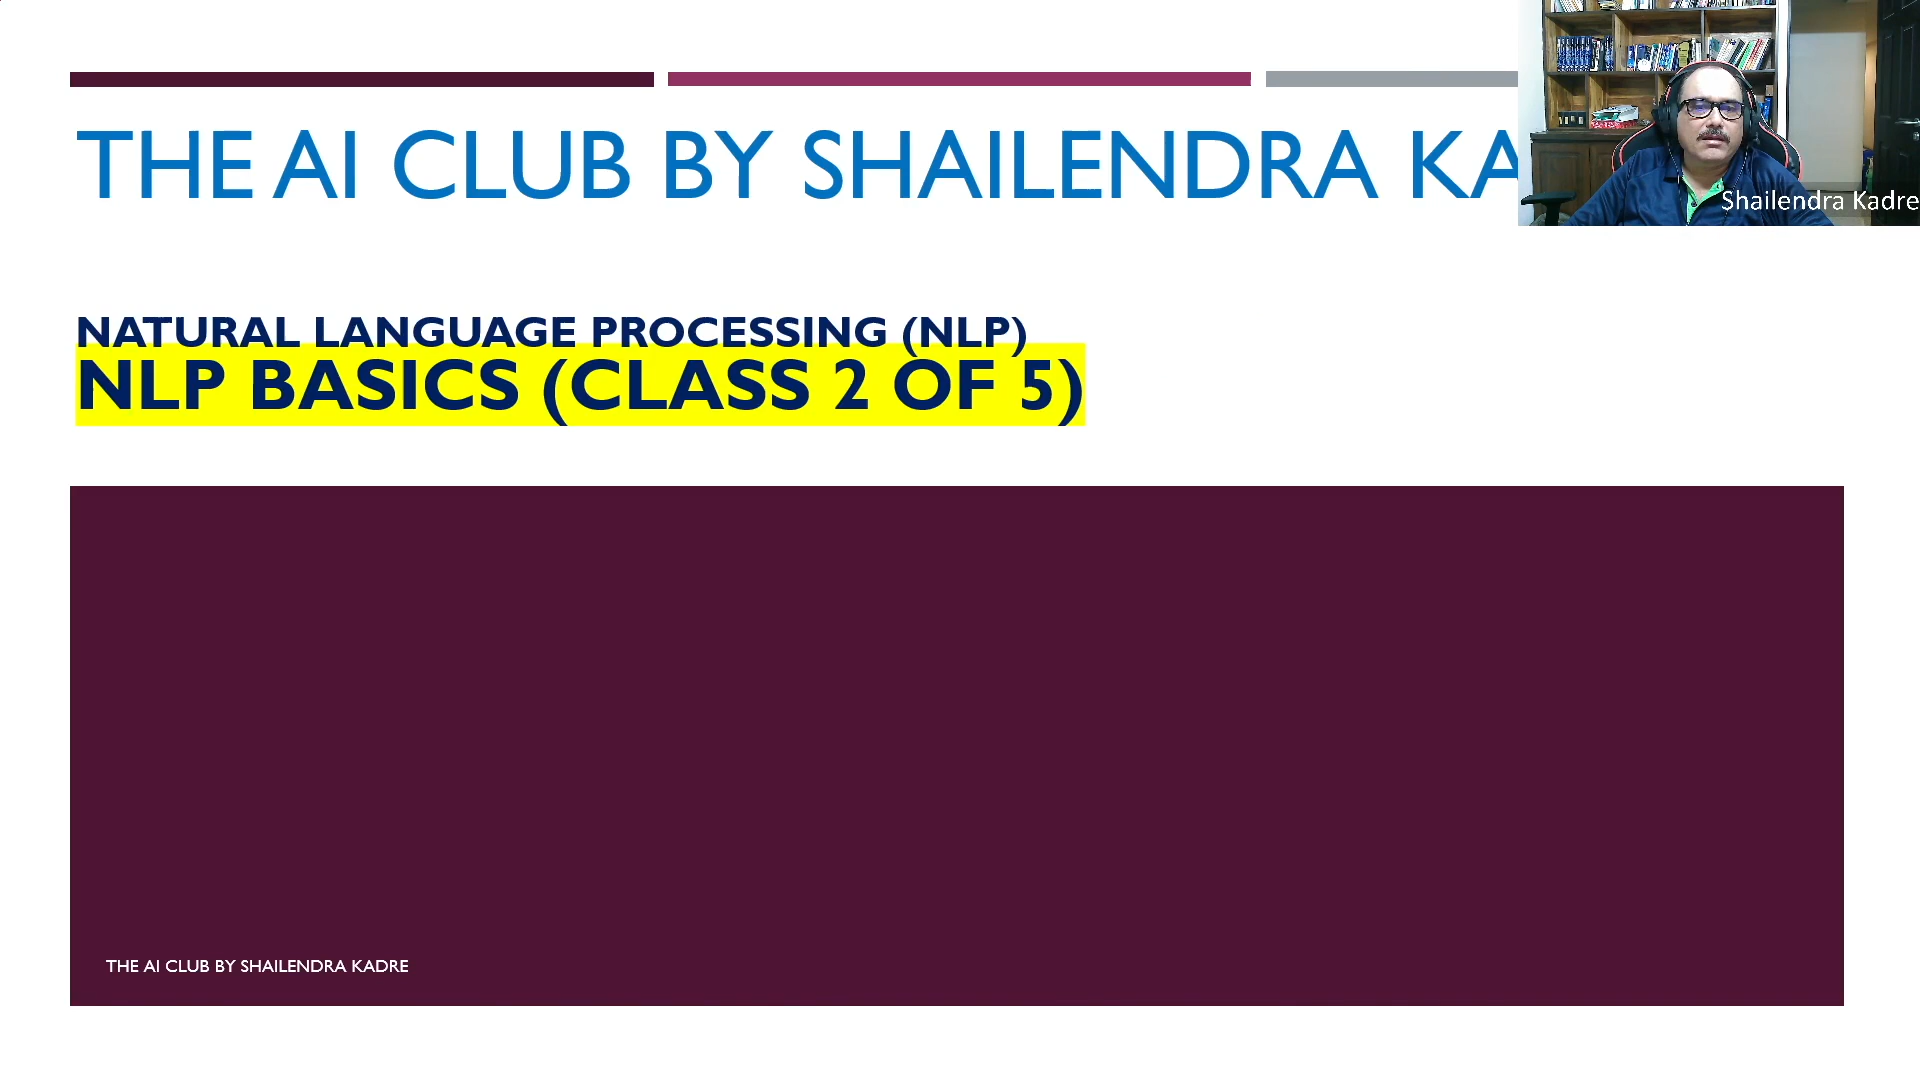 THE AI CLUB BY SHAILENDRA KA
Shailendra Kadre
NATURAL LANGUAGE PROCESSING (NLP)
NLP BASICS (CLASS 2 OF 5)
THE AI CLUB BY SHAILENDRA KADRE